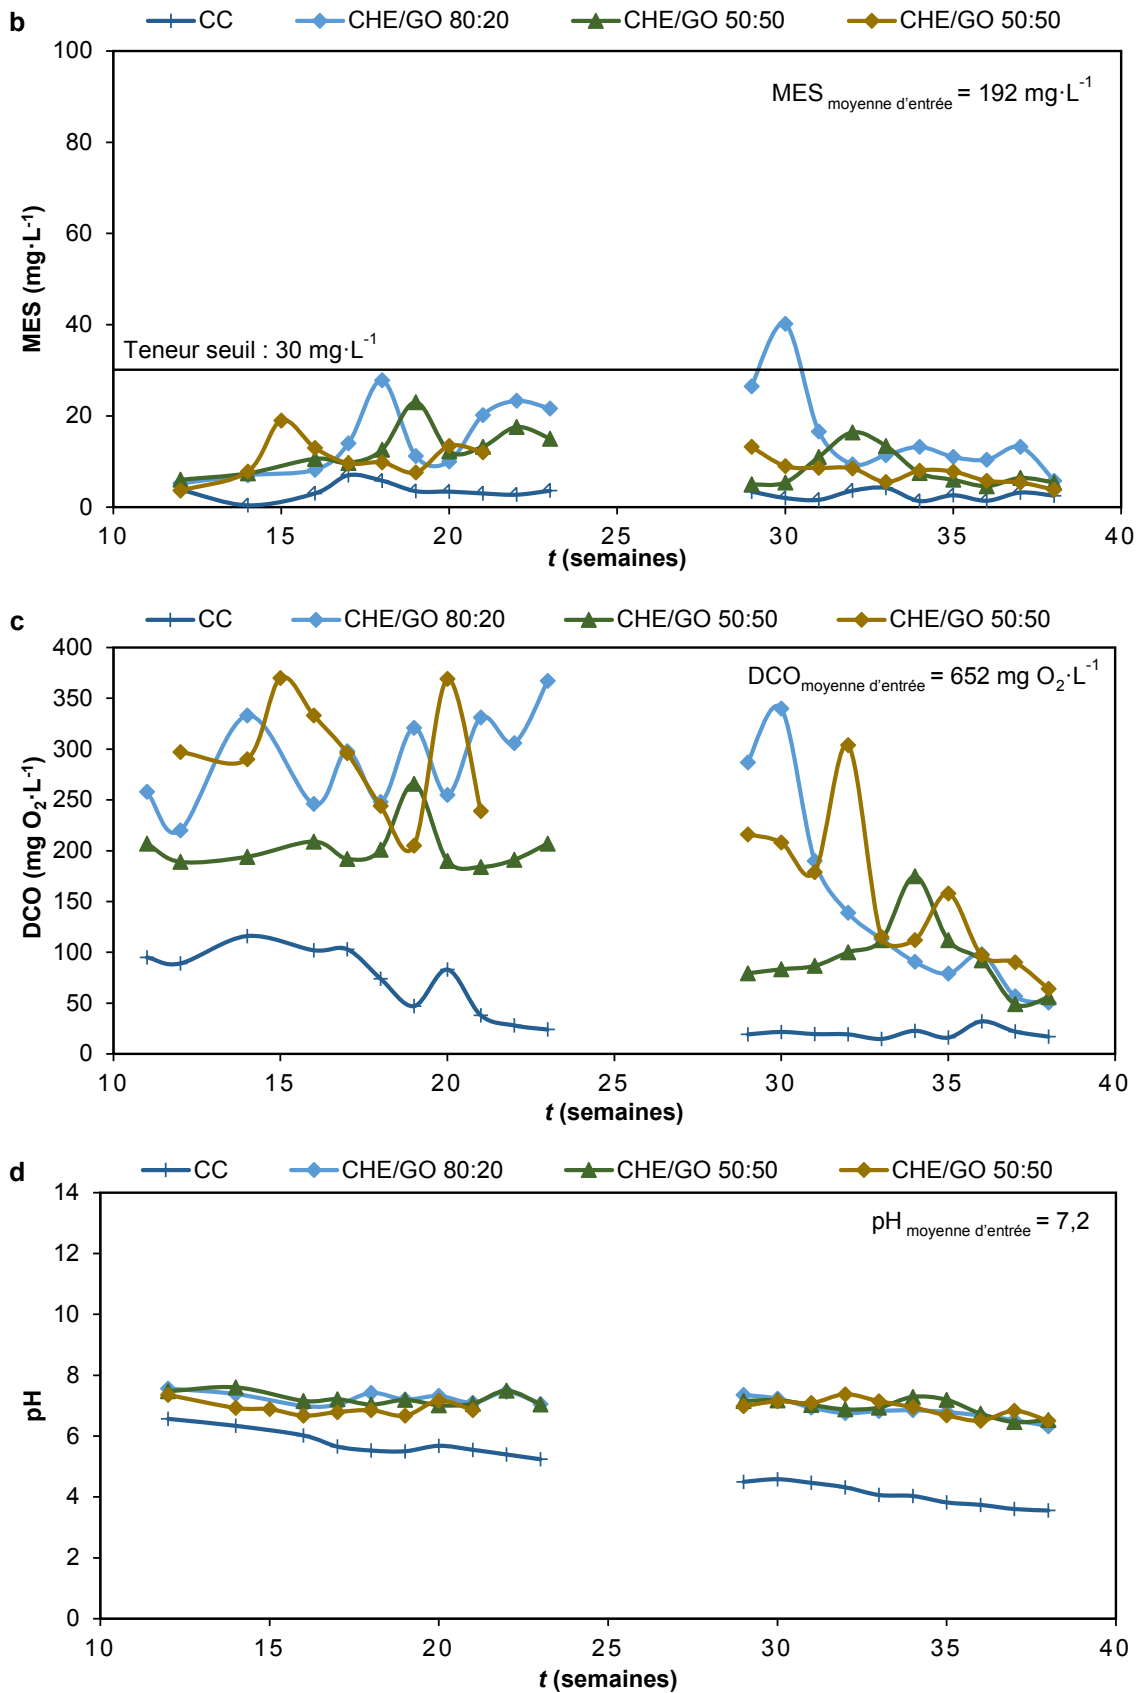 b CC CHE/GO 80:20 CHE/GO 50:50 CHE/GO 50:50
100
MES moyenne d'entrée = 192 mg·L-1
80
60
MES (mg·L-1)
40
Teneur seuil : 30 mg·L-1
20
0
10 15 20 25 30 35 40
t (semaines)
c CC CHE/GO 80:20 CHE/GO 50:50 CHE/GO 50:50
400
DCOmoyenne d'entrée = 652 mg O2·L-1
350
300
250
DCO (mg O2·L-1)
200
150
100
50
0
10 15 20 25 30 35 40
t (semaines)
d CC CHE/GO 80:20 CHE/GO 50:50 CHE/GO 50:50
14
pH moyenne d'entrée = 7,2
12
10
8
pH
6
4
2
0
10 15 20 25 30 35 40
t (semaines)